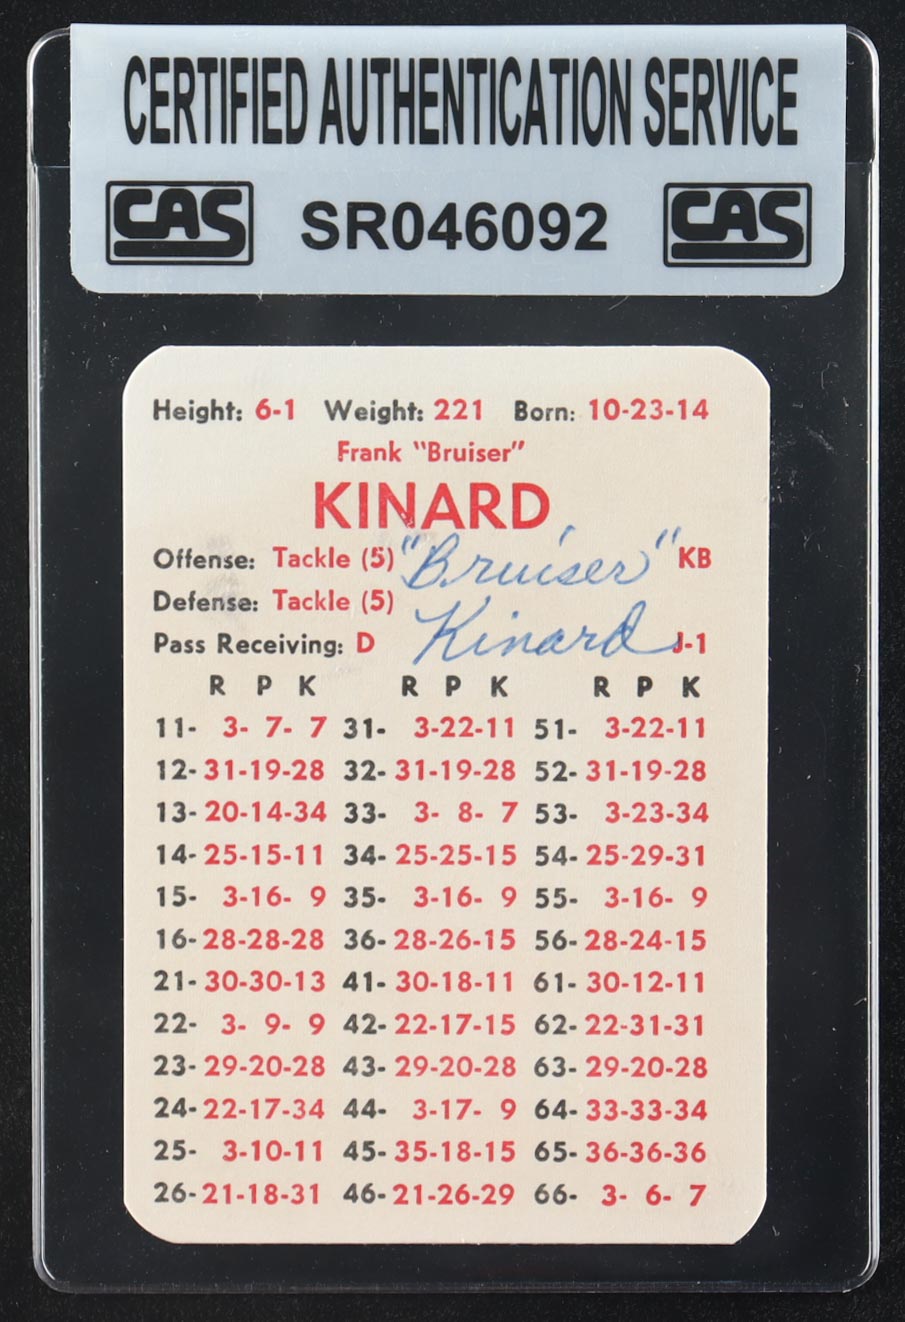 CERTIFIED AUTHENTICATION SERVICE
CAS SR046092 CAS
Height: 6-1 Weight: 221 Born: 10-23-14
Frank "Bruiser"
KINARD
Offense: Tackle (5) "Bruiser" KB
Defense: Tackle (5)
Pass Receiving: D Kinard J-1
R P K R P K R P K
11- 3- 7- 7 31- 3-22-11 51- 3-22-11
12-31-19-28 32-31-19-28 52-31-19-28
13-20-14-34 33- 3- 8- 7 53- 3-23-34
14-25-15-11 34-25-25-15 54-25-29-31
15- 3-16- 9 35- 3-16- 9 55- 3-16- 9
16-28-28-28 36-28-26-15 56-28-24-15
21-30-30-13 41-30-18-11 61-30-12-11
22- 3- 9- 9 42-22-17-15 62-22-31-31
23-29-20-28 43-29-20-28 63-29-20-28
24-22-17-34 44- 3-17- 9 64-33-33-34
25- 3-10-11 45-35-18-15 65-36-36-36
26-21-18-31 46-21-26-29 66- 3- 6- 7